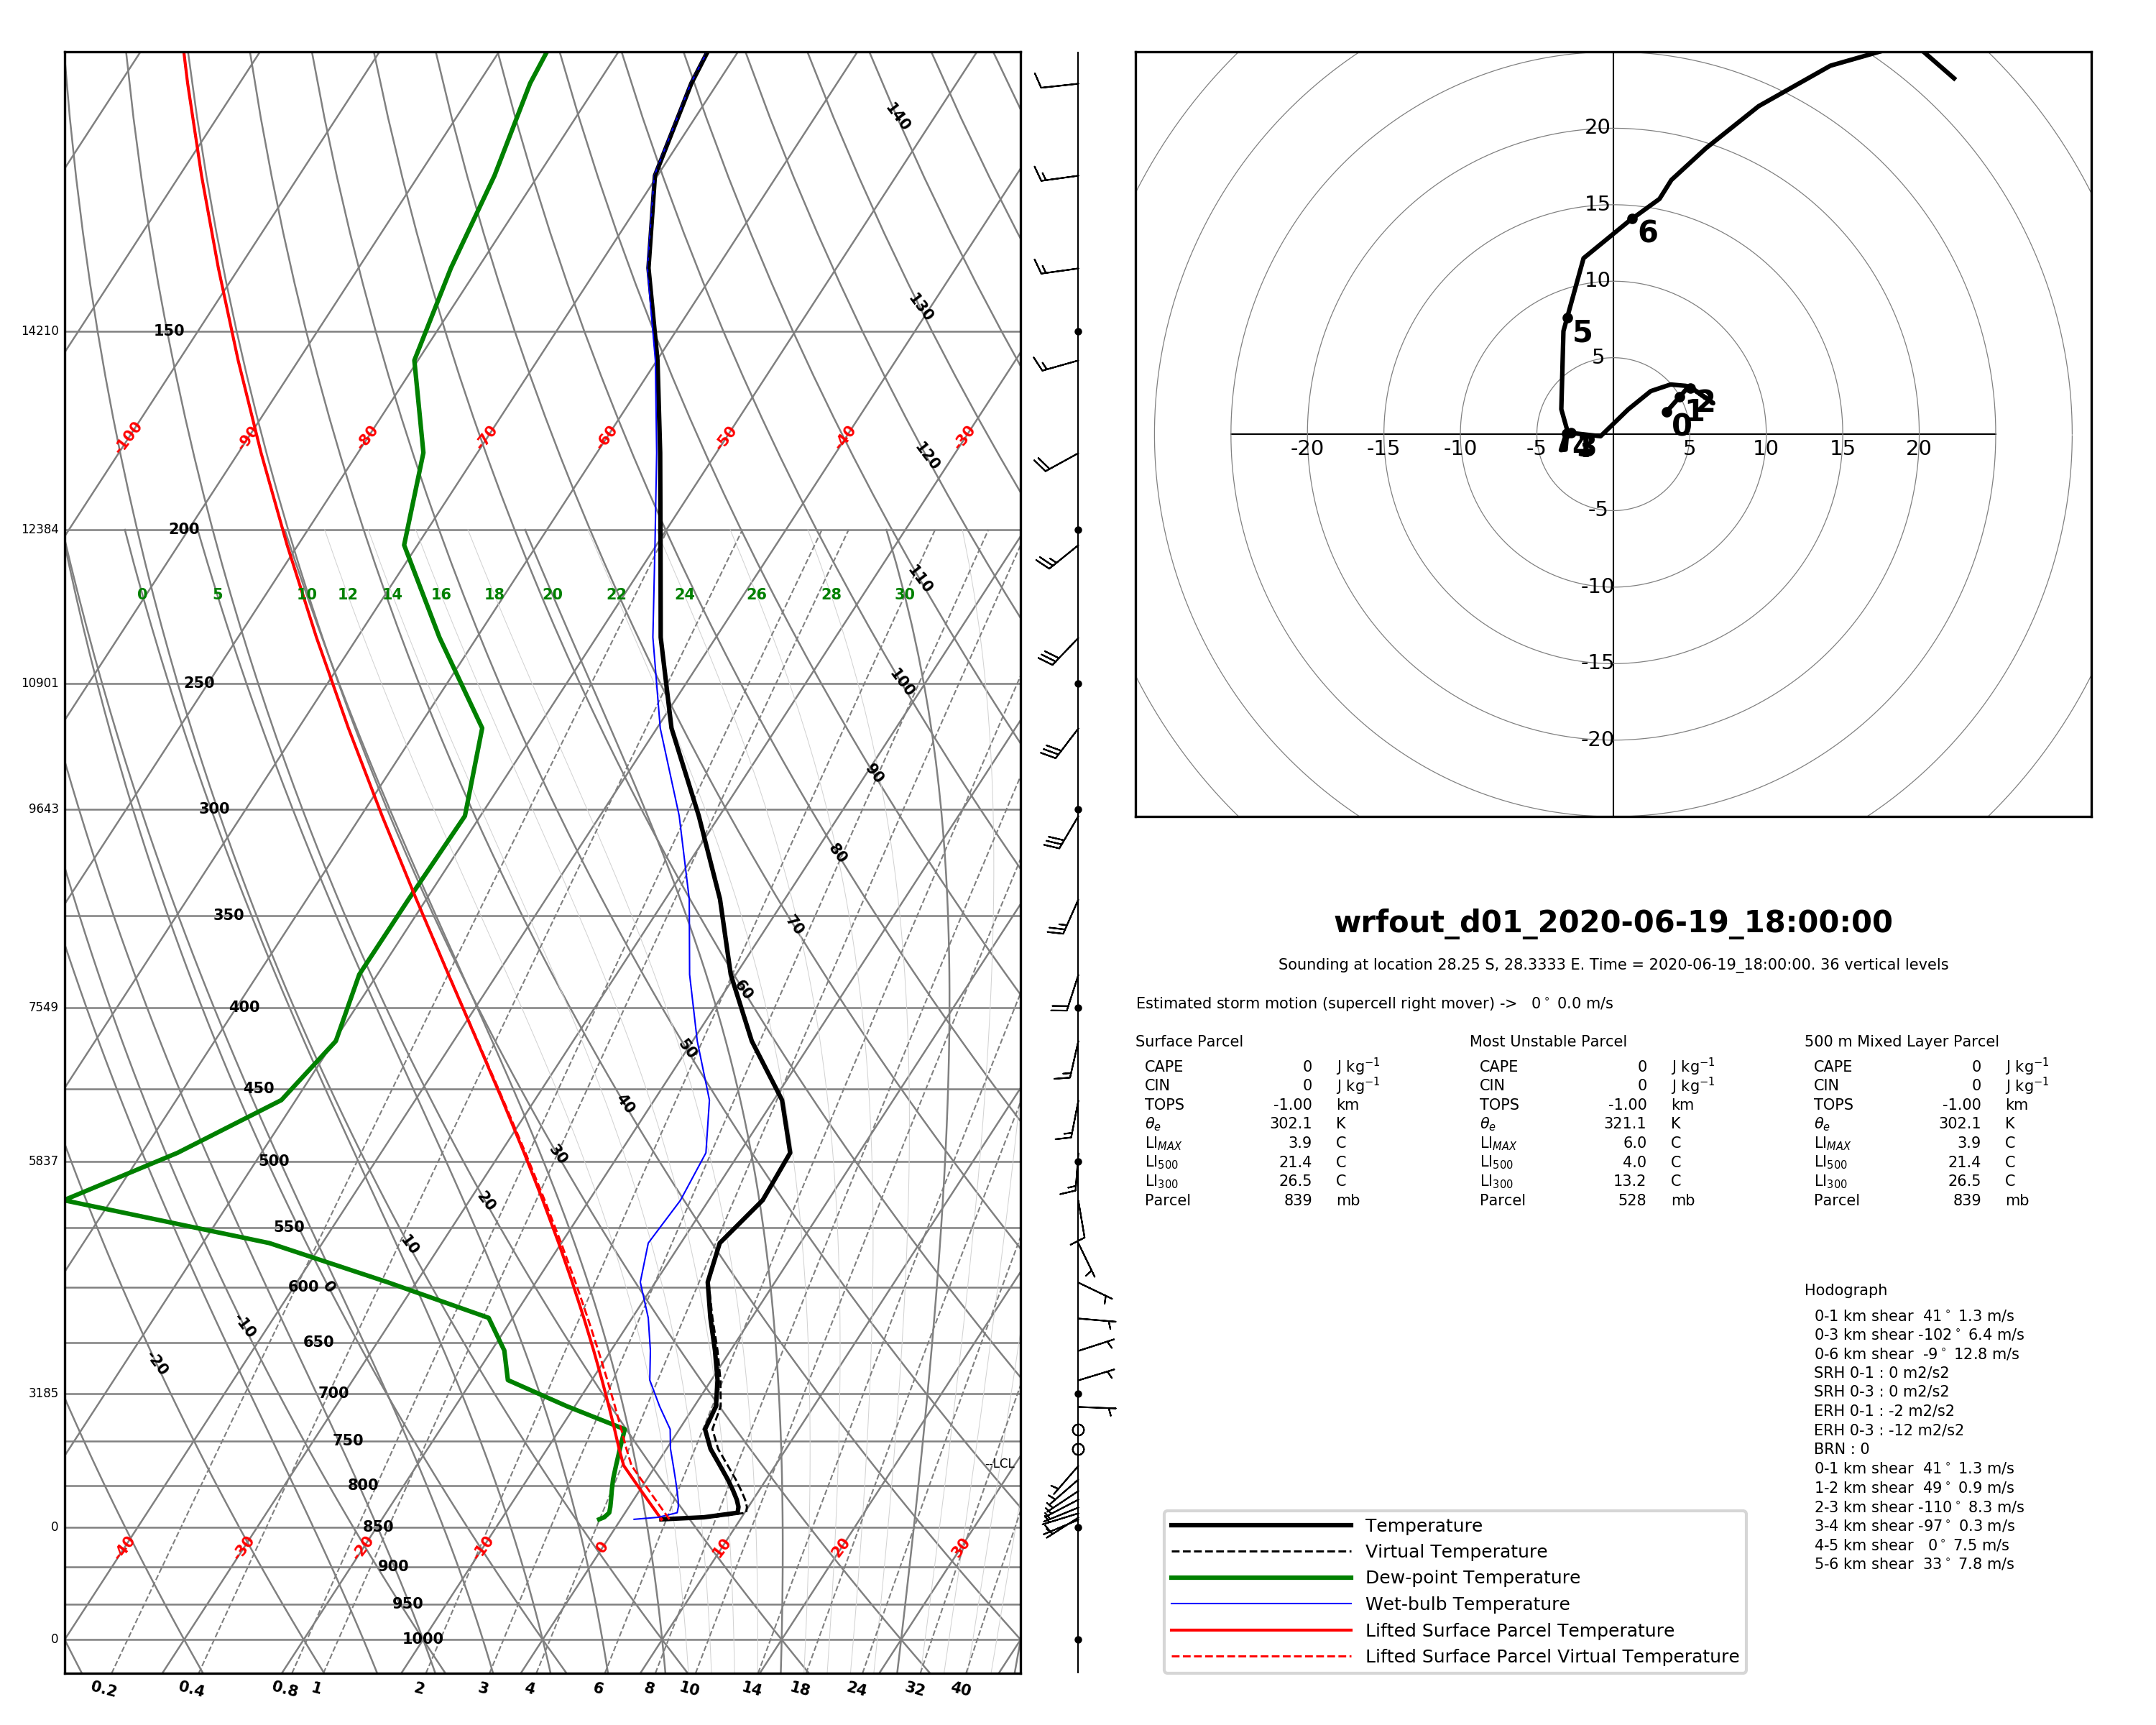 140
130
14210 150
-100 -90 -80 -70 -60 -50 -40 -30
120
12384 200
110
0 5 10 12 14 16 18 20 22 24 26 28 30
100
10901 250
90
9643 300
80
350
70
60
7549 400
50
450
40
5837 500
30
20
550
10
600 0
-10
650
-20
3185 700
750
--LCL
800
0 850
-40 -30 -20 -10 0 10 20 30
900
950
0 1000
0.2 0.4 0.8 1 2 3 4 6 8 10 14 18 24 32 40
20
15
6
10
5
5
2
1
0
4
3
-20 -15 -10 -5 5 10 15 20
-5
-10
-15
-20
wrfout_d01_2020-06-19_18:00:00
Sounding at location 28.25 S, 28.3333 E. Time = 2020-06-19_18:00:00. 36 vertical levels
Estimated storm motion (supercell right mover) -> 0° 0.0 m/s
Surface Parcel
CAPE 0 J kg⁻¹
CIN 0 J kg⁻¹
TOPS -1.00 km
θₑ 302.1 K
LI_MAX 3.9 C
LI₅₀₀ 21.4 C
LI₃₀₀ 26.5 C
Parcel 839 mb
Most Unstable Parcel
CAPE 0 J kg⁻¹
CIN 0 J kg⁻¹
TOPS -1.00 km
θₑ 321.1 K
LI_MAX 6.0 C
LI₅₀₀ 4.0 C
LI₃₀₀ 13.2 C
Parcel 528 mb
500 m Mixed Layer Parcel
CAPE 0 J kg⁻¹
CIN 0 J kg⁻¹
TOPS -1.00 km
θₑ 302.1 K
LI_MAX 3.9 C
LI₅₀₀ 21.4 C
LI₃₀₀ 26.5 C
Parcel 839 mb
Hodograph
0-1 km shear 41° 1.3 m/s
0-3 km shear -102° 6.4 m/s
0-6 km shear -9° 12.8 m/s
SRH 0-1 : 0 m2/s2
SRH 0-3 : 0 m2/s2
ERH 0-1 : -2 m2/s2
ERH 0-3 : -12 m2/s2
BRN : 0
0-1 km shear 41° 1.3 m/s
1-2 km shear 49° 0.9 m/s
2-3 km shear -110° 8.3 m/s
3-4 km shear -97° 0.3 m/s
4-5 km shear 0° 7.5 m/s
5-6 km shear 33° 7.8 m/s
Temperature
Virtual Temperature
Dew-point Temperature
Wet-bulb Temperature
Lifted Surface Parcel Temperature
Lifted Surface Parcel Virtual Temperature